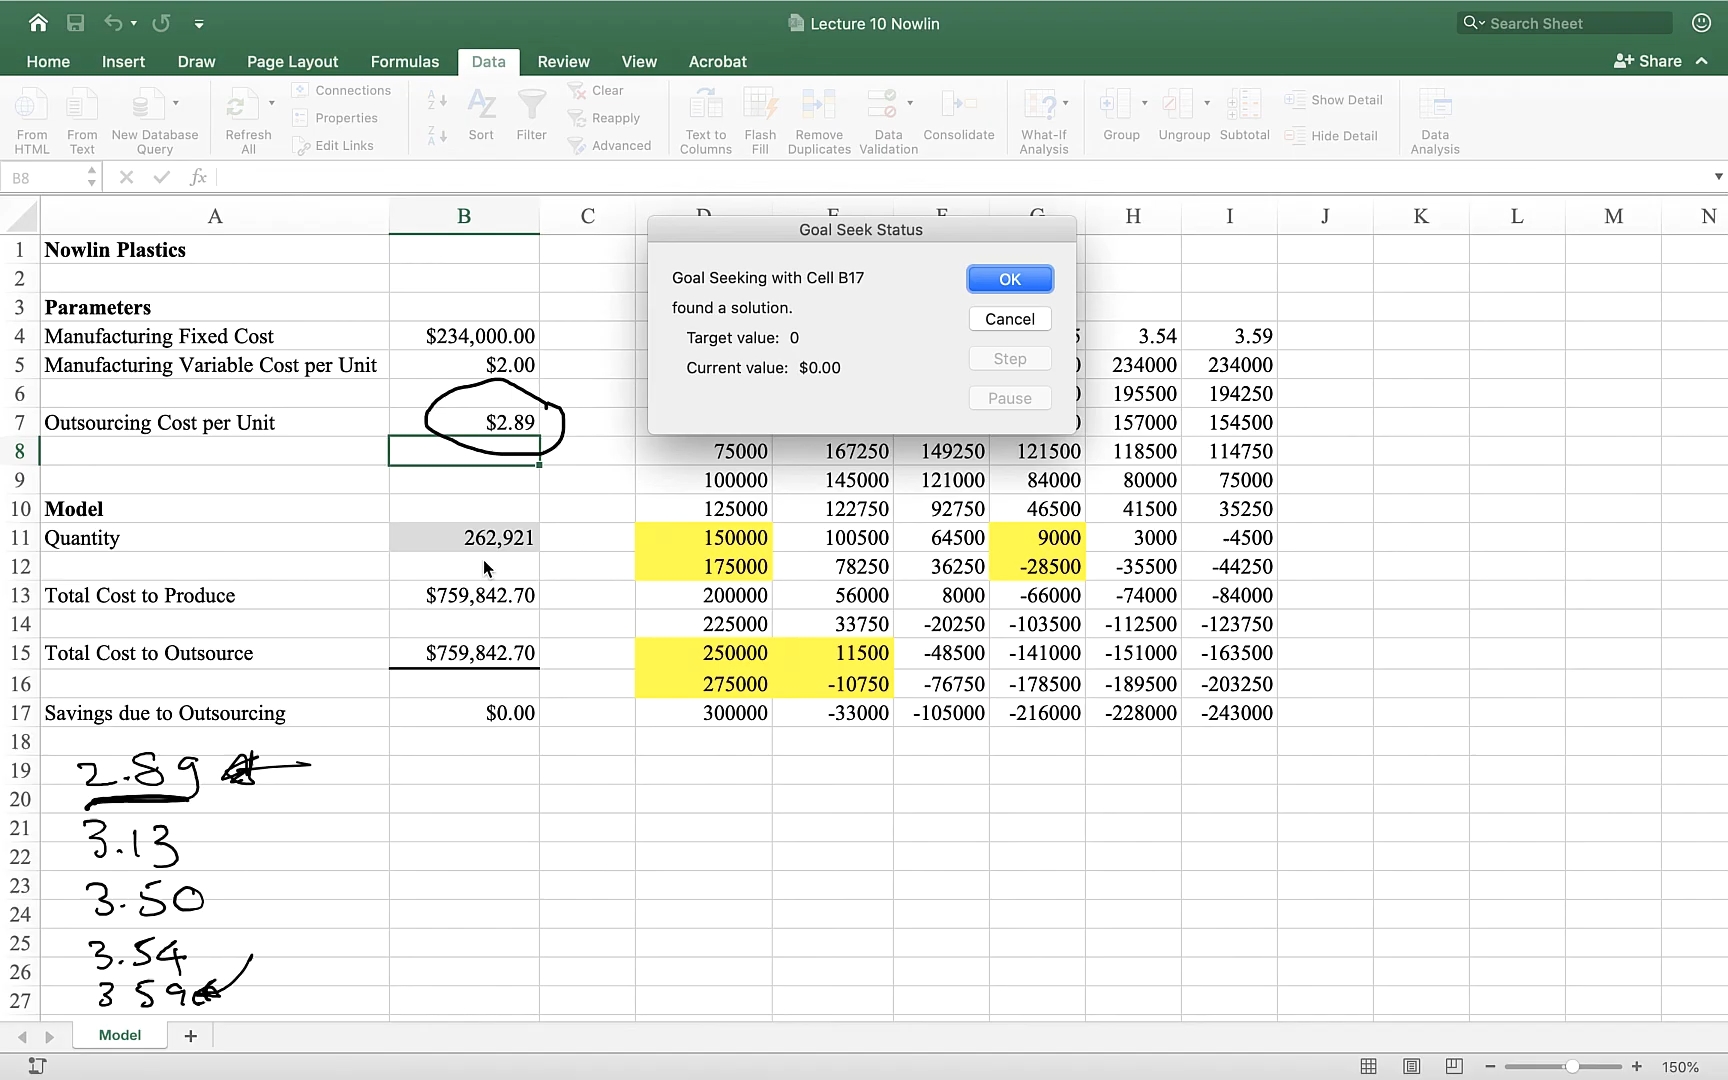 Lecture 10 Nowlin
Search Sheet
Home Insert Draw Page Layout Formulas Data Review View Acrobat Share
From HTML
From Text
New Database Query
Refresh All
Connections
Properties
Edit Links
Sort
Filter
Clear
Reapply
Advanced
Text to Columns
Flash Fill
Remove Duplicates
Data Validation
Consolidate
What-If Analysis
Group
Ungroup
Subtotal
Show Detail
Hide Detail
Data Analysis
B8 fx
A B C H I J K L M N
Goal Seek Status
Goal Seeking with Cell B17
found a solution.
Target value: 0
Current value: $0.00
OK
Cancel
Step
Pause
1 Nowlin Plastics
2
3 Parameters
4 Manufacturing Fixed Cost $234,000.00 3.54 3.59
5 Manufacturing Variable Cost per Unit $2.00 234000 234000
6 195500 194250
7 Outsourcing Cost per Unit $2.89 157000 154500
8 75000 167250 149250 121500 118500 114750
9 100000 145000 121000 84000 80000 75000
10 Model 125000 122750 92750 46500 41500 35250
11 Quantity 262,921 150000 100500 64500 9000 3000 -4500
12 175000 78250 36250 -28500 -35500 -44250
13 Total Cost to Produce $759,842.70 200000 56000 8000 -66000 -74000 -84000
14 225000 33750 -20250 -103500 -112500 -123750
15 Total Cost to Outsource $759,842.70 250000 11500 -48500 -141000 -151000 -163500
16 275000 -10750 -76750 -178500 -189500 -203250
17 Savings due to Outsourcing $0.00 300000 -33000 -105000 -216000 -228000 -243000
18
19
20
21
22
23
24
25
26
27
2.89
3.13
3.50
3.54
3 59
Model +
150%